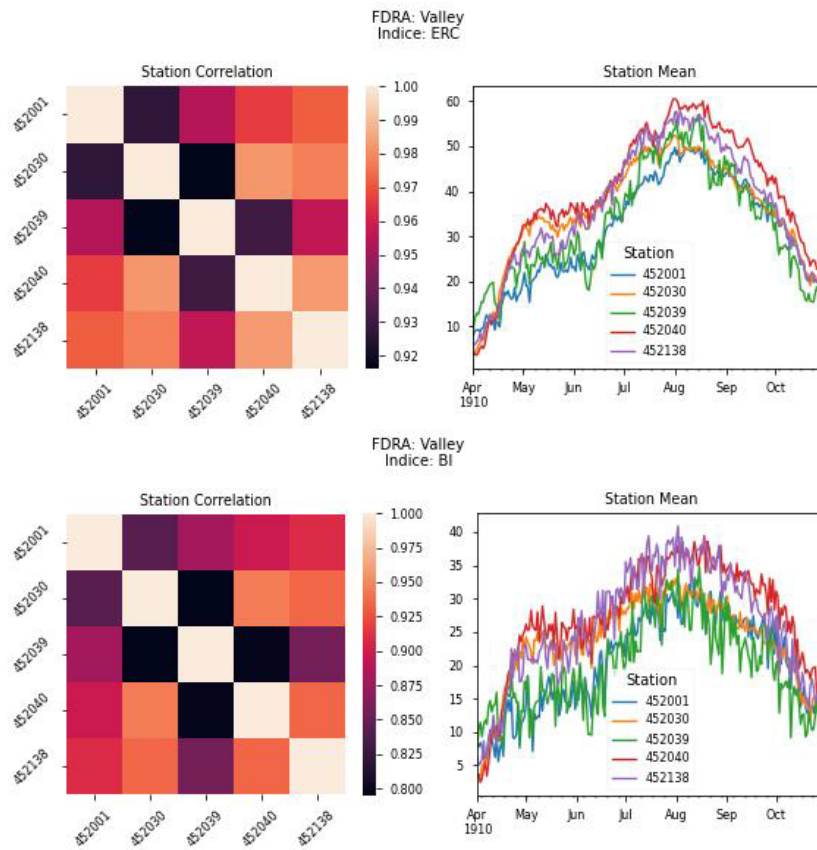 FDRA: Valley
Indice: ERC
Station Correlation
452001
452030
452039
452040
452138
452001
452030
452039
452040
452138
1.00
0.98
0.97
0.96
0.95
0.94
0.93
0.92
Station Mean
60
50
40
30
20
10
Station
452001
452030
452039
452040
452138
Apr
1910
May
Jun
Jul
Aug
Sep
Oct
FDRA: Valley
Indice: BI
Station Correlation
452001
452030
452039
452040
452138
452001
452030
452039
452040
452138
1.000
0.975
0.950
0.925
0.900
0.875
0.850
0.825
0.800
Station Mean
40
35
30
25
20
15
10
5
Station
452001
452030
452039
452040
452138
Apr
1910
May
Jun
Jul
Aug
Sep
Oct